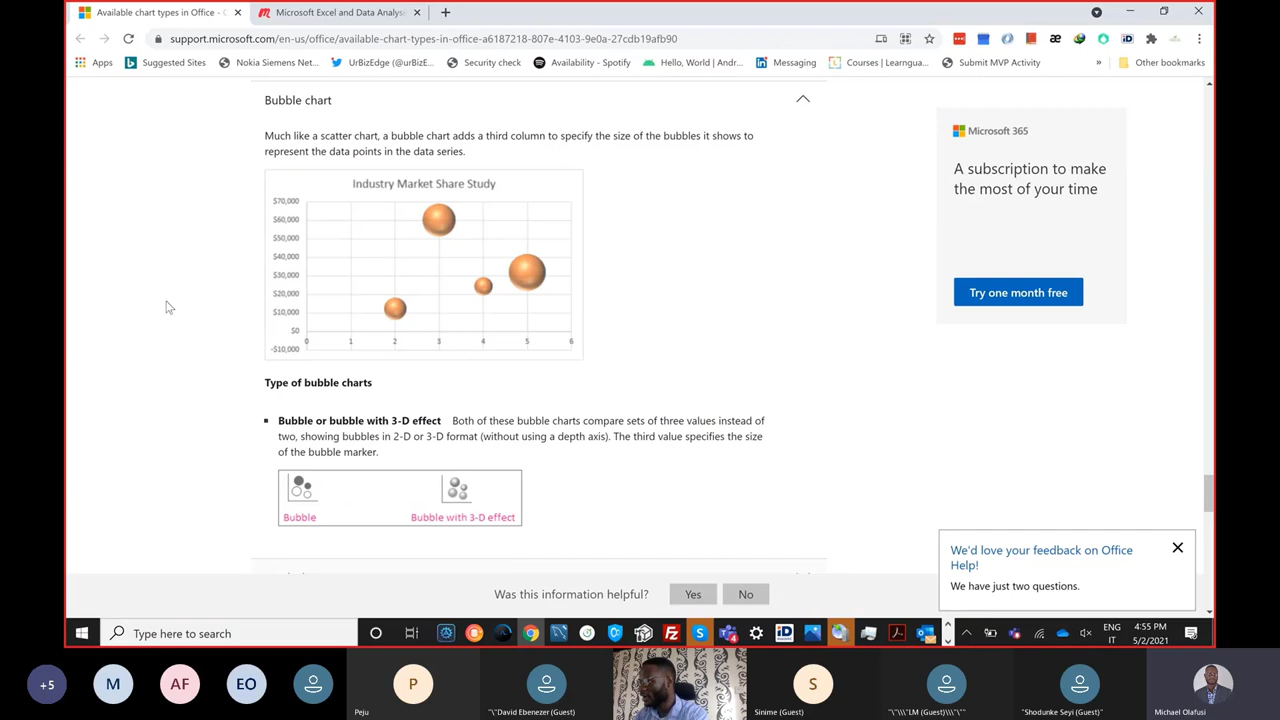 Available chart types in Office - C
Microsoft Excel and Data Analys
support.microsoft.com/en-us/office/available-chart-types-in-office-a6187218-807e-4103-9e0a-27cdb19afb90
Apps
Suggested Sites
Nokia Siemens Net...
UrBizEdge (@urBizE...
Security check
Availability - Spotify
Hello, World | Andr...
Messaging
Courses | Learngua...
Submit MVP Activity
»
Other bookmarks
Bubble chart
Much like a scatter chart, a bubble chart adds a third column to specify the size of the bubbles it shows to
represent the data points in the data series.
Industry Market Share Study
$70,000
$60,000
$50,000
$40,000
$30,000
$20,000
$10,000
$0
-$10,000
0 1 2 3 4 5 6
Type of bubble charts
Bubble or bubble with 3-D effect Both of these bubble charts compare sets of three values instead of
two, showing bubbles in 2-D or 3-D format (without using a depth axis). The third value specifies the size
of the bubble marker.
Bubble
Bubble with 3-D effect
Microsoft 365
A subscription to make
the most of your time
Try one month free
We'd love your feedback on Office
Help!
We have just two questions.
Was this information helpful?
Yes
No
Type here to search
ENG
IT
4:55 PM
5/2/2021
+5
M
AF
EO
P
Peju
"\"David Ebenezer (Guest)
S
Sinime (Guest)
"\"\\\"LM (Guest)\\\"\""
"Shodunke Seyi (Guest)"
Michael Olafusi